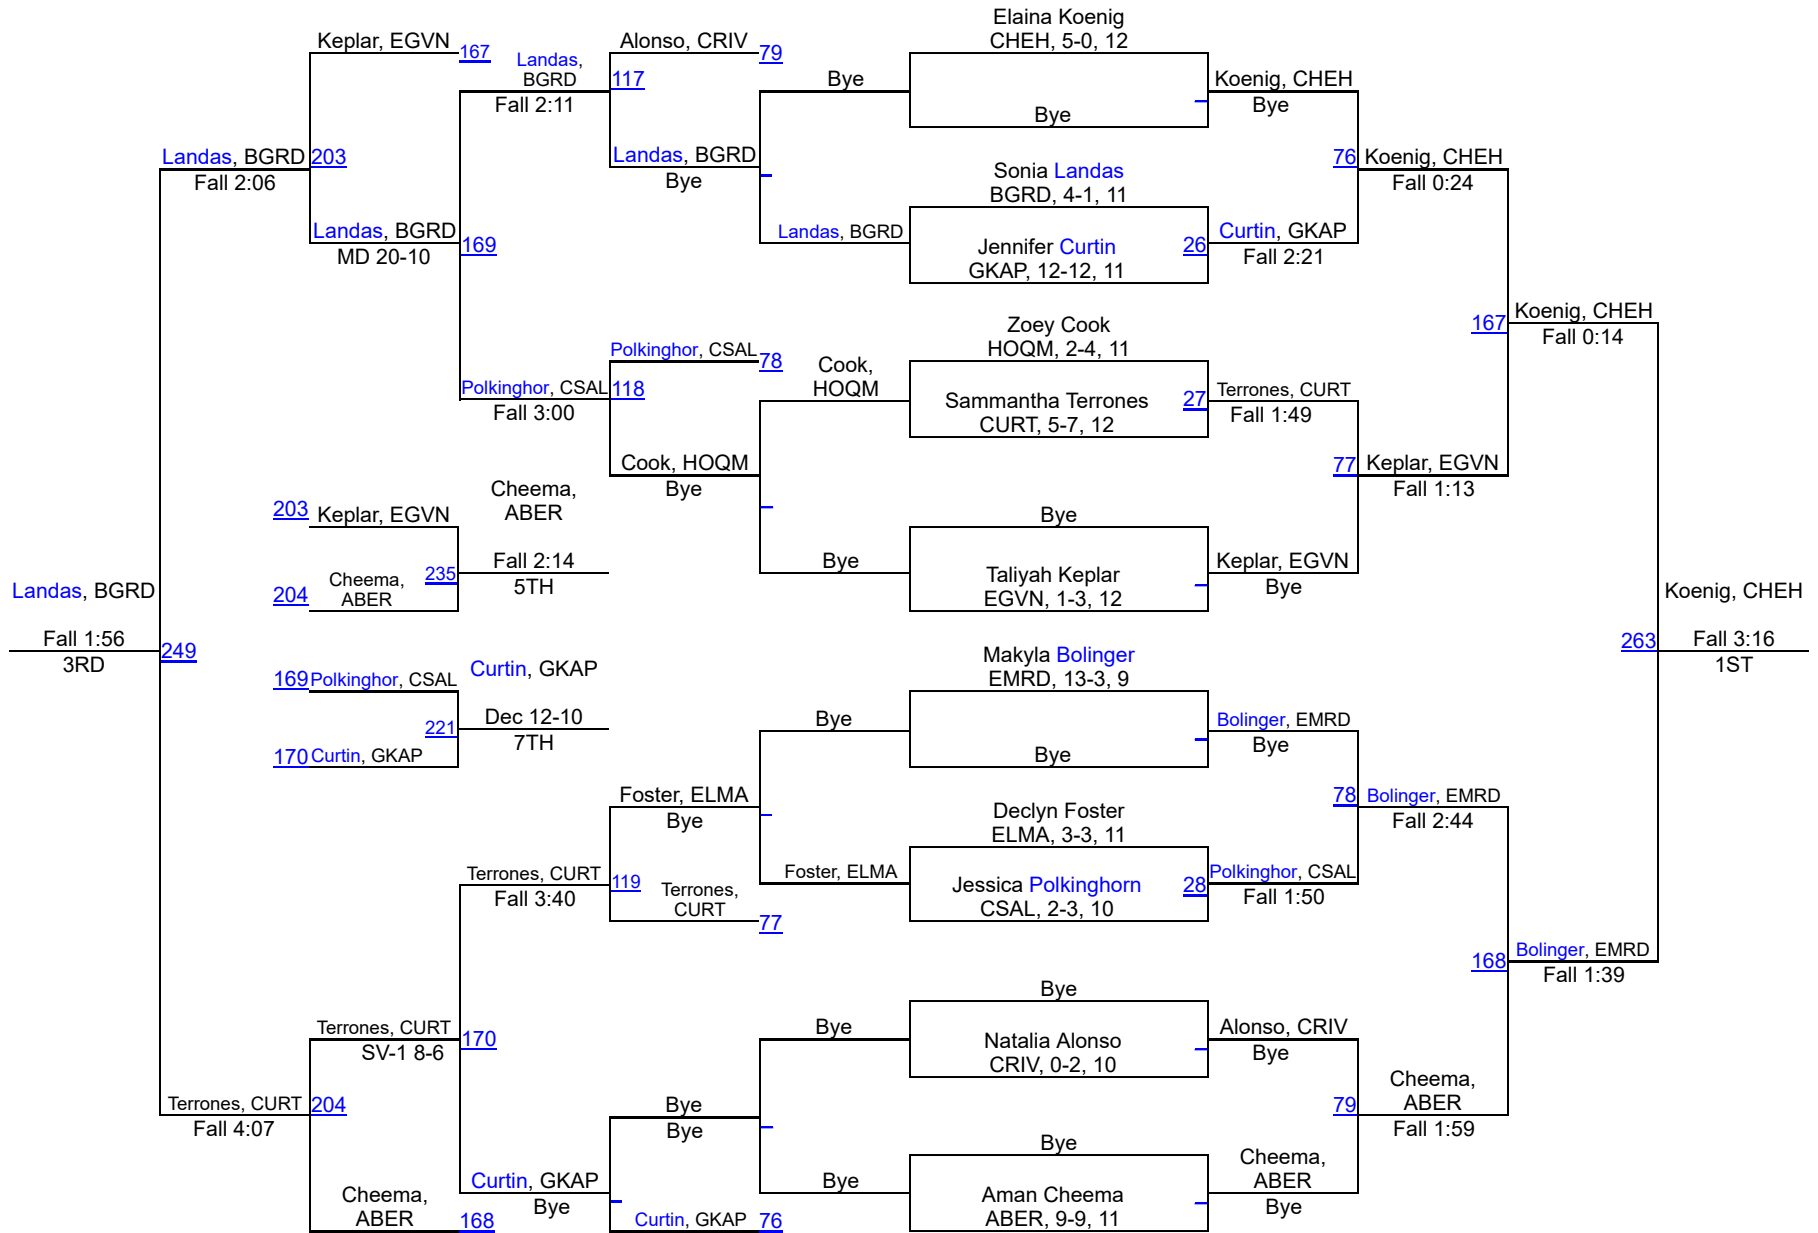 Elaina Koenig
CHEH, 5-0, 12
Keplar, EGVN
167
Alonso, CRIV
79
Landas,
BGRD
117
Fall 2:11
Bye
Koenig, CHEH
Bye
Bye
Landas, BGRD
203
Fall 2:06
Landas, BGRD
Bye
Sonia Landas
BGRD, 4-1, 11
76
Koenig, CHEH
Fall 0:24
Landas, BGRD
MD 20-10
169
Landas, BGRD
Jennifer Curtin
GKAP, 12-12, 11
26
Curtin, GKAP
Fall 2:21
Zoey Cook
HOQM, 2-4, 11
167
Koenig, CHEH
Fall 0:14
Polkinghor, CSAL
78
Cook,
HOQM
Polkinghor, CSAL
118
Fall 3:00
Sammantha Terrones
CURT, 5-7, 12
27
Terrones, CURT
Fall 1:49
Cook, HOQM
Bye
77
Keplar, EGVN
Fall 1:13
203
Keplar, EGVN
Cheema,
ABER
Bye
Fall 2:14
5TH
235
204
Cheema,
ABER
Bye
Taliyah Keplar
EGVN, 1-3, 12
Keplar, EGVN
Bye
Landas, BGRD
Fall 1:56
3RD
249
Koenig, CHEH
263
Fall 3:16
1ST
169
Polkinghor, CSAL
Curtin, GKAP
Makyla Bolinger
EMRD, 13-3, 9
221
Dec 12-10
7TH
170
Curtin, GKAP
Bye
Bye
Bolinger, EMRD
Bye
Foster, ELMA
Bye
Declyn Foster
ELMA, 3-3, 11
78
Bolinger, EMRD
Fall 2:44
Terrones, CURT
Fall 3:40
119
Terrones,
CURT
77
Foster, ELMA
Jessica Polkinghorn
CSAL, 2-3, 10
28
Polkinghor, CSAL
Fall 1:50
168
Bolinger, EMRD
Fall 1:39
Bye
Terrones, CURT
SV-1 8-6
170
Bye
Natalia Alonso
CRIV, 0-2, 10
Alonso, CRIV
Bye
Terrones, CURT
204
Fall 4:07
Bye
Bye
79
Cheema,
ABER
Fall 1:59
Bye
Cheema,
ABER
168
Curtin, GKAP
Bye
Curtin, GKAP
76
Bye
Aman Cheema
ABER, 9-9, 11
Cheema,
ABER
Bye